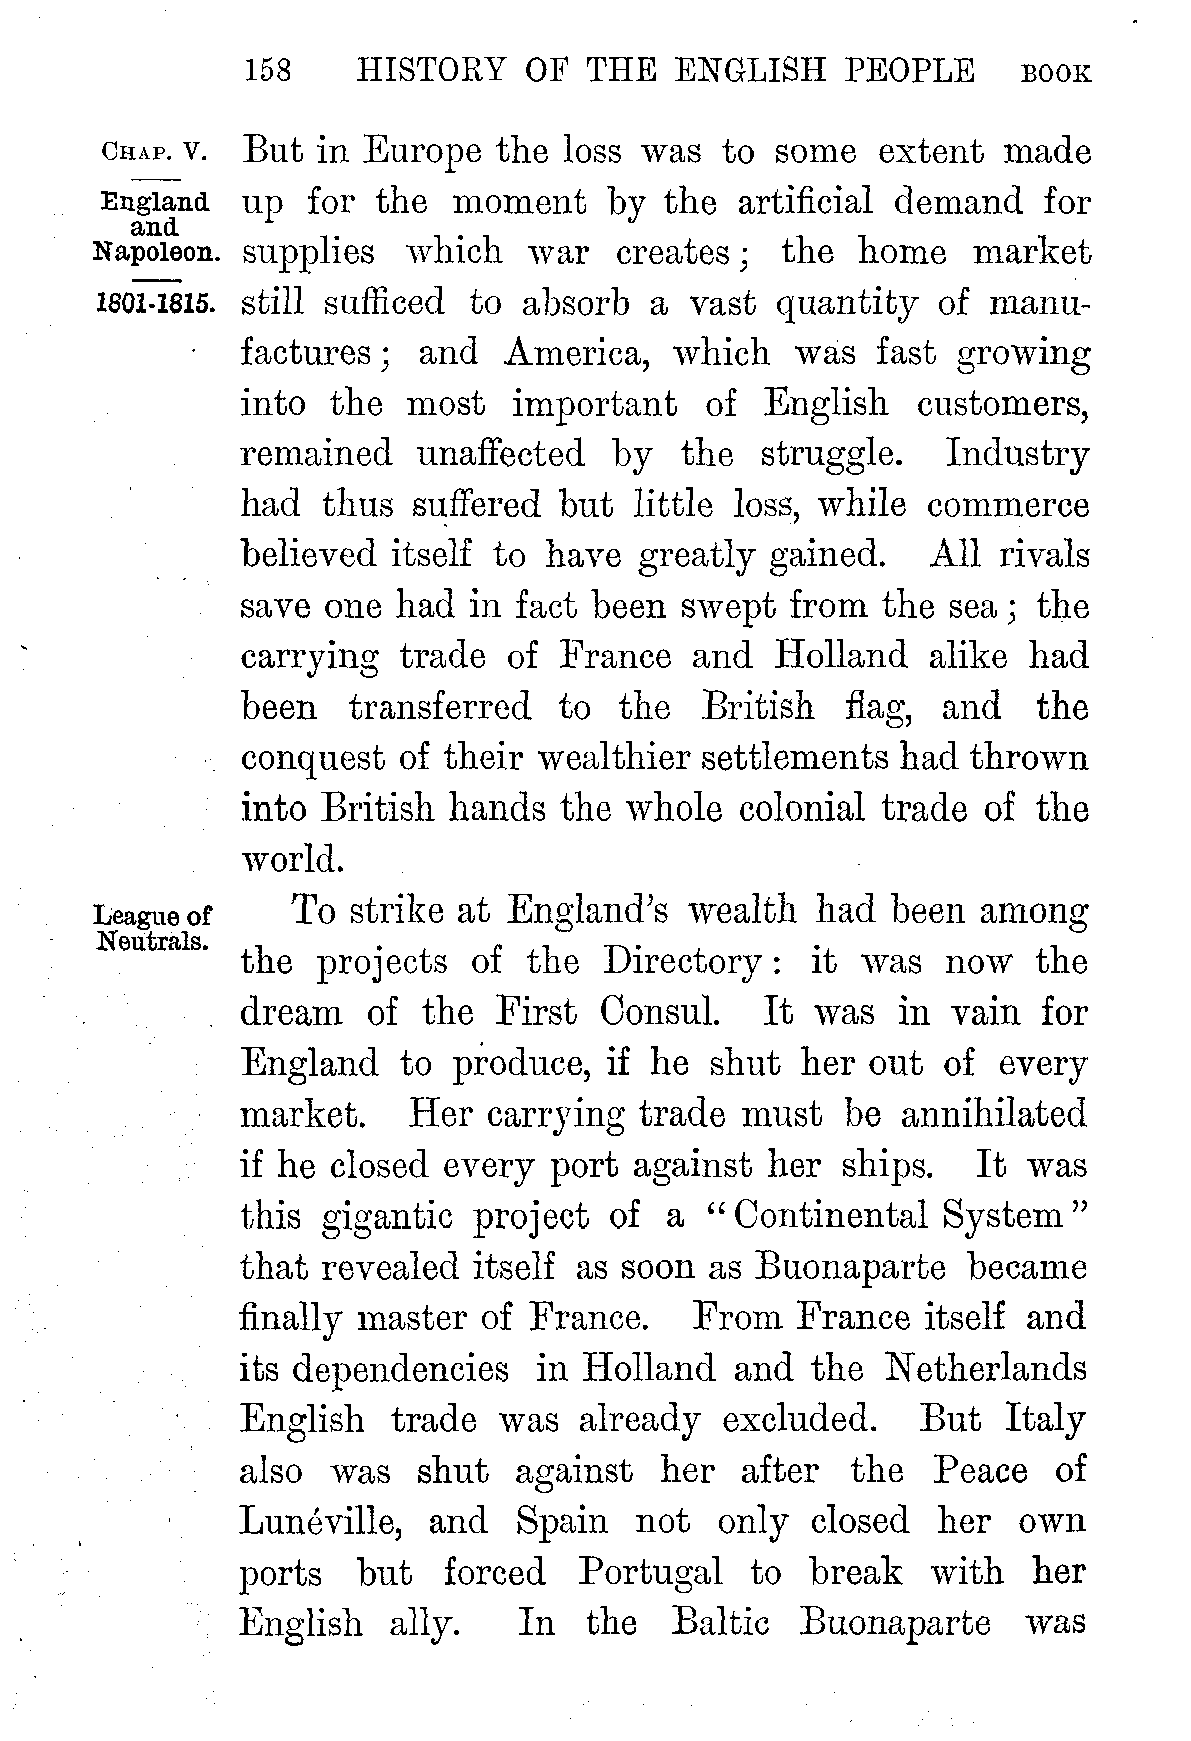 158 HISTORY OF THE ENGLISH PEOPLE BOOK
CHAP. V.
England
and
Napoleon.
1801-1815.
But in Europe the loss was to some extent made
up for the moment by the artificial demand for
supplies which war creates; the home market
still sufficed to absorb a vast quantity of manu-
factures; and America, which was fast growing
into the most important of English customers,
remained unaffected by the struggle. Industry
had thus suffered but little loss, while commerce
believed itself to have greatly gained. All rivals
save one had in fact been swept from the sea; the
carrying trade of France and Holland alike had
been transferred to the British flag, and the
conquest of their wealthier settlements had thrown
into British hands the whole colonial trade of the
world.
League of
Neutrals.
To strike at England's wealth had been among
the projects of the Directory: it was now the
dream of the First Consul. It was in vain for
England to produce, if he shut her out of every
market. Her carrying trade must be annihilated
if he closed every port against her ships. It was
this gigantic project of a "Continental System"
that revealed itself as soon as Buonaparte became
finally master of France. From France itself and
its dependencies in Holland and the Netherlands
English trade was already excluded. But Italy
also was shut against her after the Peace of
Lunéville, and Spain not only closed her own
ports but forced Portugal to break with her
English ally. In the Baltic Buonaparte was